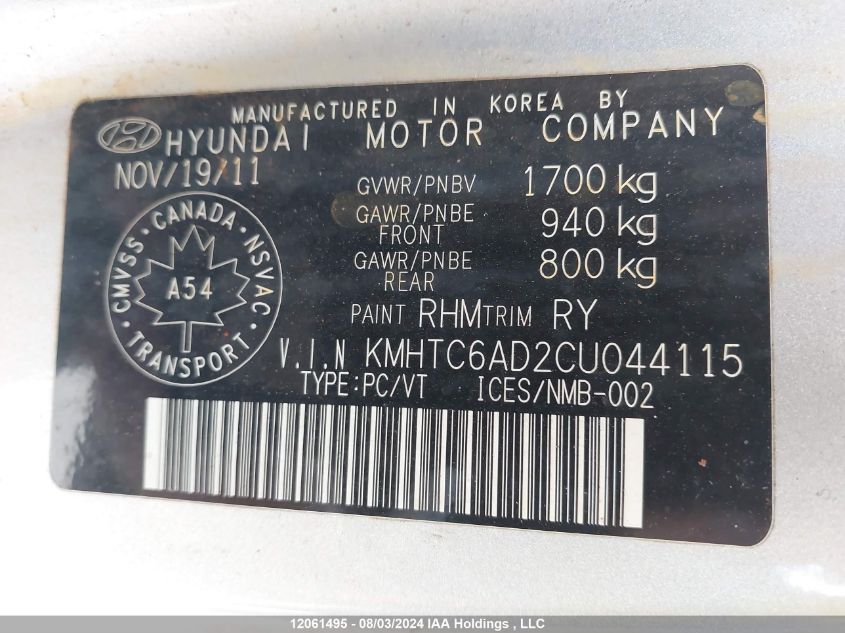 MANUFACTURED IN KOREA BY
HYUNDAI MOTOR COMPANY
NOV/19/11
GVWR/PNBV 1700 kg
GAWR/PNBE FRONT 940 kg
GAWR/PNBE REAR 800 kg
CMVSS · CANADA · NSVAC
A54
· TRANSPORT ·
PAINT RHM TRIM RY
V.I.N KMHTC6AD2CU044115
TYPE:PC/VT ICES/NMB-002
12061495 - 08/03/2024 IAA Holdings , LLC